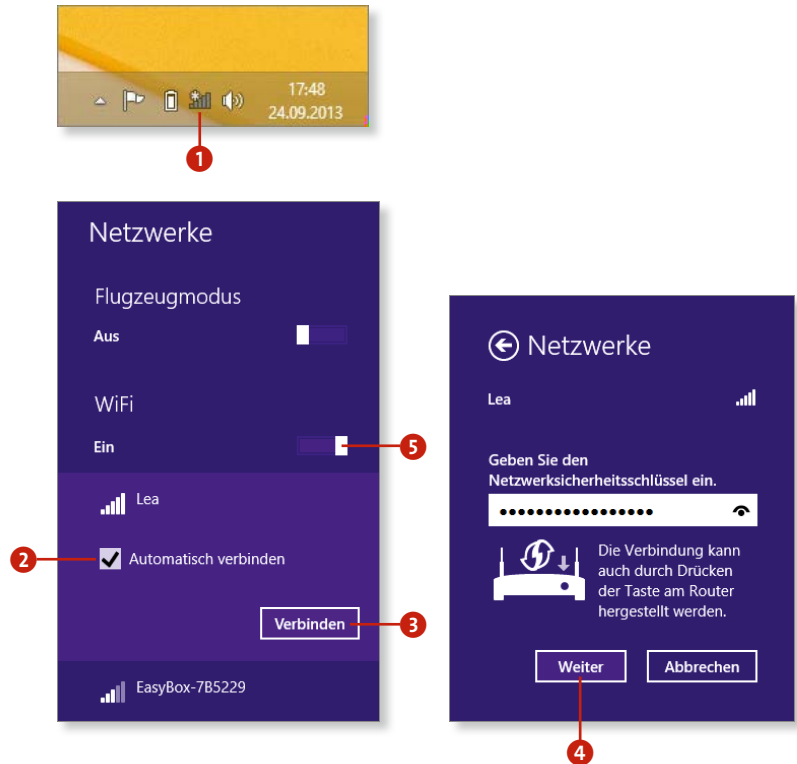 17:48
24.09.2013
1
Netzwerke
Flugzeugmodus
Aus
WiFi
Ein
5
Lea
2
Automatisch verbinden
Verbinden
3
EasyBox-7B5229
Netzwerke
Lea
Geben Sie den
Netzwerksicherheitsschlüssel ein.
•••••••••••••••••
Die Verbindung kann
auch durch Drücken
der Taste am Router
hergestellt werden.
Weiter
Abbrechen
4